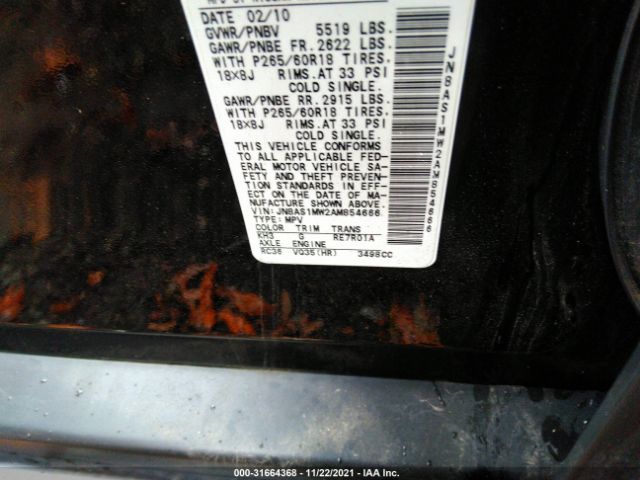 DATE 02/10
GVWR/PNBV 5519 LBS.
GAWR/PNBE FR. 2622 LBS.
WITH P265/60R18 TIRES.
18X8J RIMS. AT 33 PSI
COLD SINGLE.
GAWR/PNBE RR. 2915 LBS.
WITH P265/60R18 TIRES.
18X8J RIMS. AT 33 PSI
COLD SINGLE.
THIS VEHICLE CONFORMS
TO ALL APPLICABLE FED-
ERAL MOTOR VEHICLE SA-
FETY AND THEFT PREVEN-
TION STANDARDS IN EFF-
ECT ON THE DATE OF MA-
NUFACTURE SHOWN ABOVE.
VIN: JN8AS1MW2AM854666
TYPE: MPV
COLOR TRIM TRANS
KH3 G RE7R01A
AXLE ENGINE
RC36 VQ35(HR) 3498CC
JN8AS1MW2AM854666
000-31664368 - 11/22/2021 - IAA Inc.